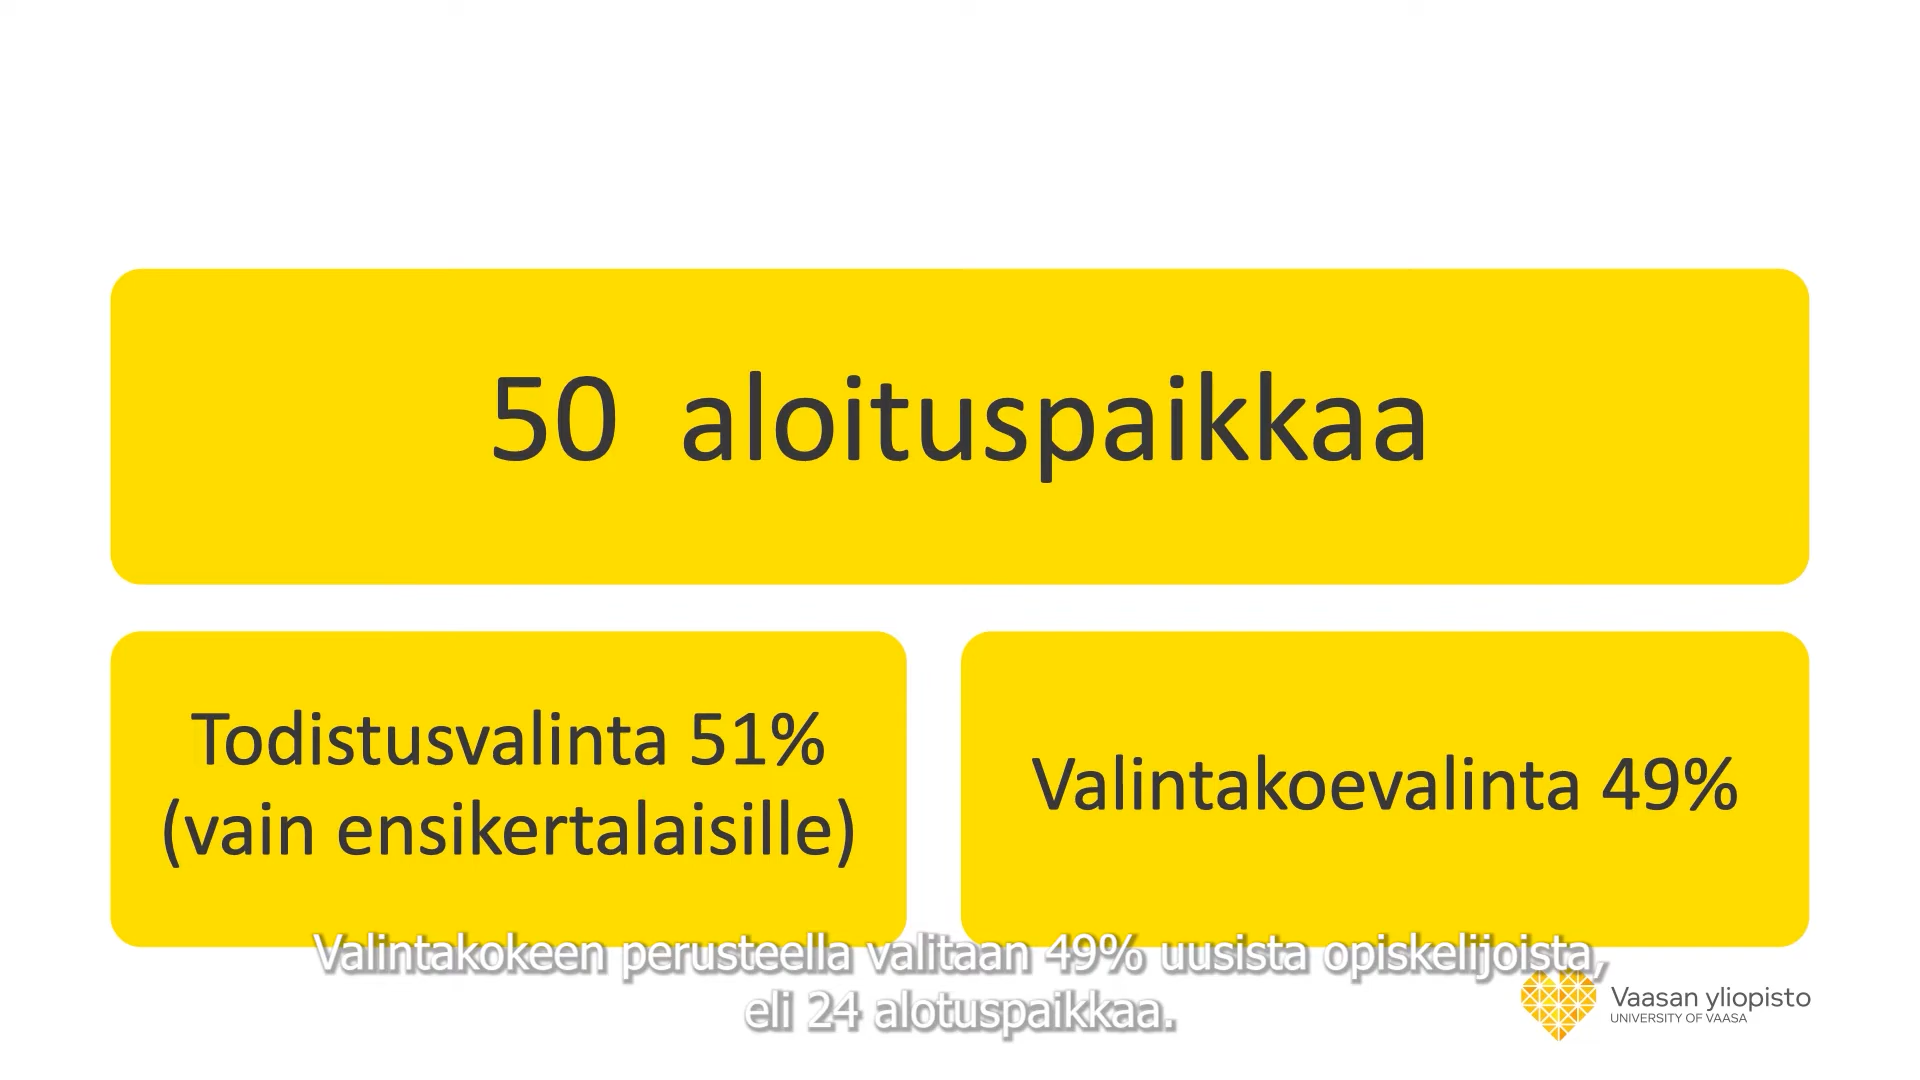 50 aloituspaikkaa
Todistusvalinta 51%
(vain ensikertalaisille)
Valintakoevalinta 49%
Valintakokeen perusteella valitaan 49% uusista opiskelijoista,
eli 24 alotuspaikkaa.
Vaasan yliopisto
UNIVERSITY OF VAASA